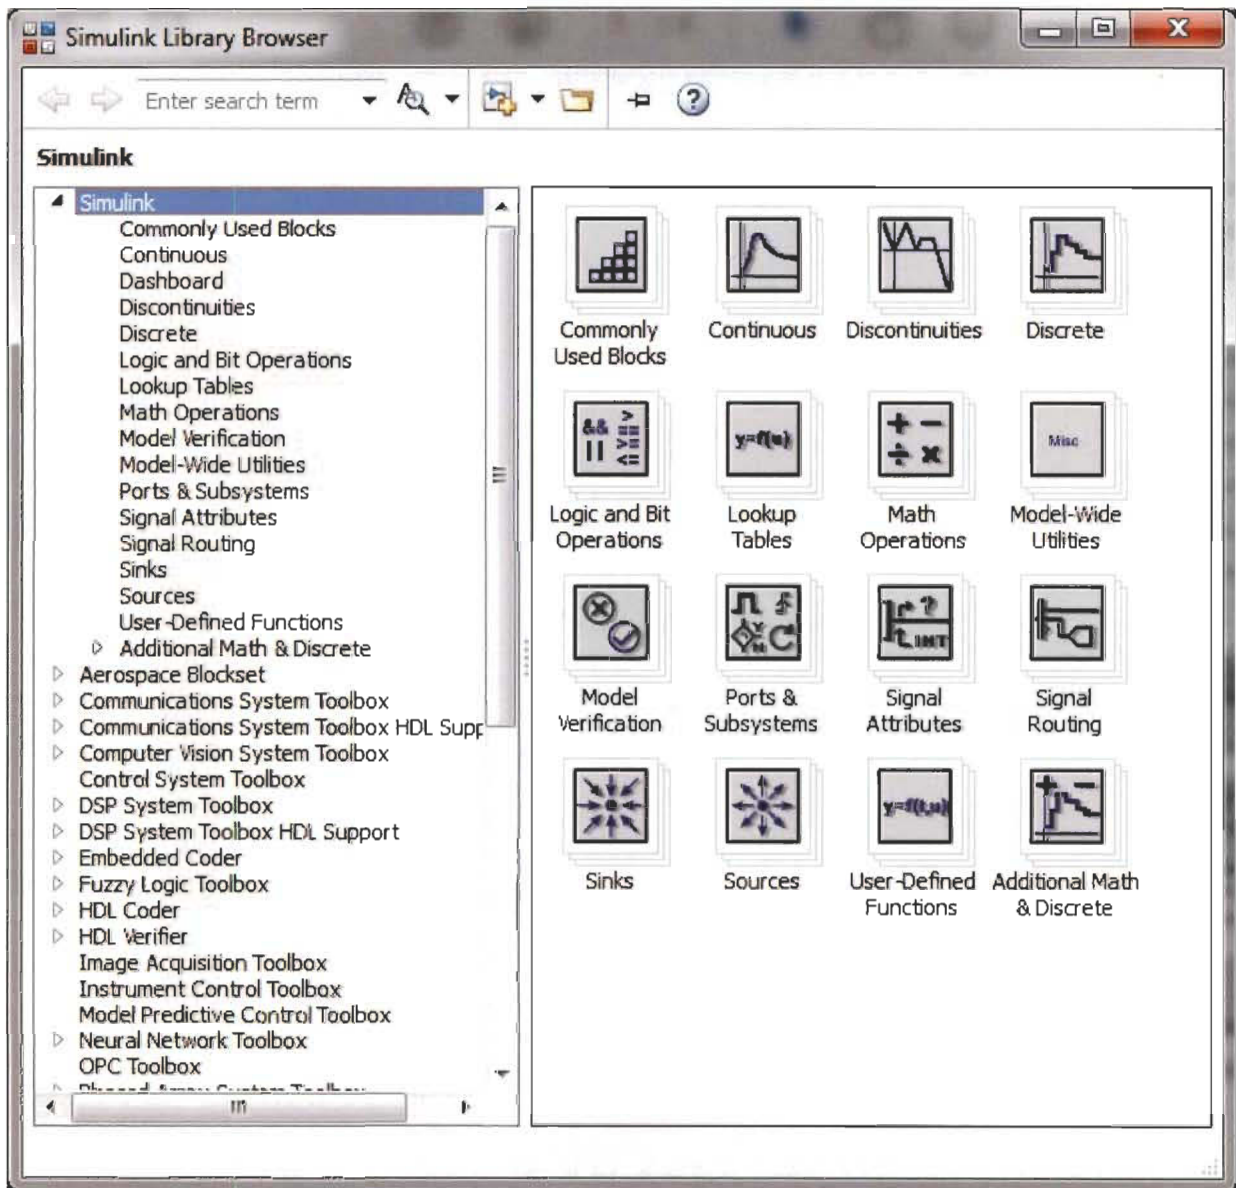 Simulink Library Browser
Enter search term
Simulink
Simulink
Commonly Used Blocks
Continuous
Dashboard
Discontinuities
Discrete
Logic and Bit Operations
Lookup Tables
Math Operations
Model Verification
Model-Wide Utilities
Ports & Subsystems
Signal Attributes
Signal Routing
Sinks
Sources
User-Defined Functions
Additional Math & Discrete
Aerospace Blockset
Communications System Toolbox
Communications System Toolbox HDL Supp
Computer Vision System Toolbox
Control System Toolbox
DSP System Toolbox
DSP System Toolbox HDL Support
Embedded Coder
Fuzzy Logic Toolbox
HDL Coder
HDL Verifier
Image Acquisition Toolbox
Instrument Control Toolbox
Model Predictive Control Toolbox
Neural Network Toolbox
OPC Toolbox
Phased Array System Toolbox
Commonly
Used Blocks
Continuous
Discontinuities
Discrete
&& >
==
|| >=
<=
y=f(u)
+ −
÷ ×
Misc
Logic and Bit
Operations
Lookup
Tables
Math
Operations
Model-Wide
Utilities
Y
N
?
INT
Model
Verification
Ports &
Subsystems
Signal
Attributes
Signal
Routing
y=f(t,u)
+ −
Sinks
Sources
User-Defined
Functions
Additional Math
& Discrete